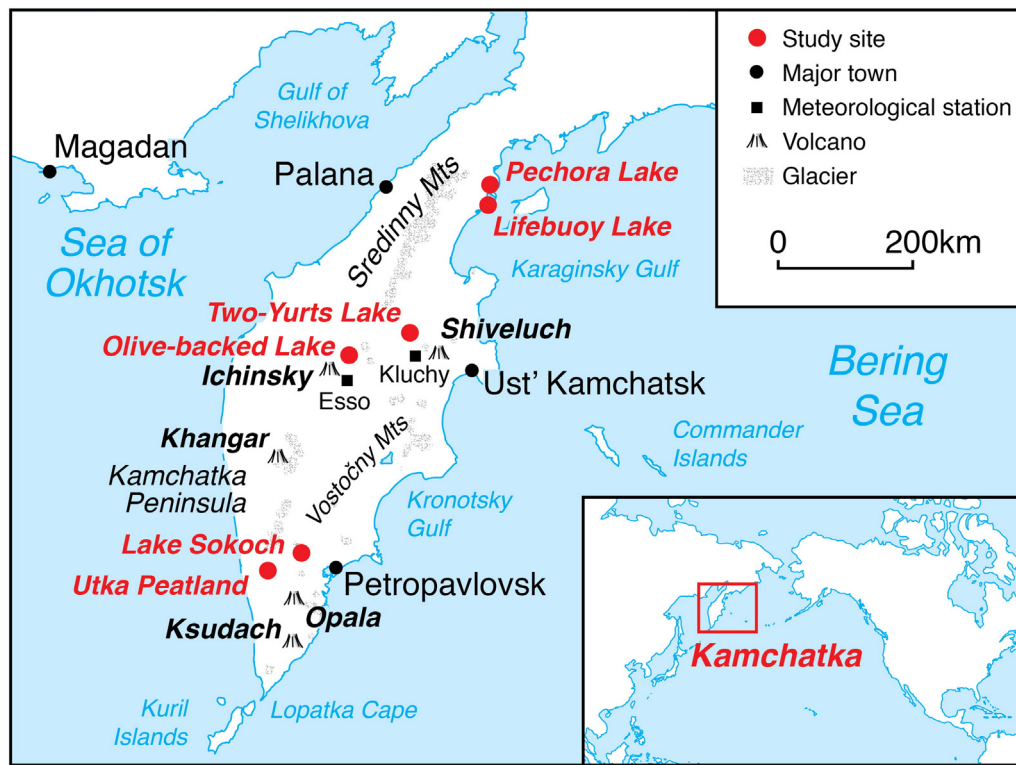 Study site
Major town
Meteorological station
Volcano
Glacier
0 200km
Gulf of
Shelikhova
Magadan
Palana
Sredinny Mts
Pechora Lake
Lifebuoy Lake
Sea of
Okhotsk
Karaginsky Gulf
Two-Yurts Lake
Shiveluch
Olive-backed Lake
Ichinsky
Kluchy
Esso
Ust' Kamchatsk
Bering
Sea
Khangar
Vostočny Mts
Commander
Islands
Kamchatka
Peninsula
Kronotsky
Gulf
Lake Sokoch
Utka Peatland
Petropavlovsk
Opala
Ksudach
Kuril
Islands
Lopatka Cape
Kamchatka